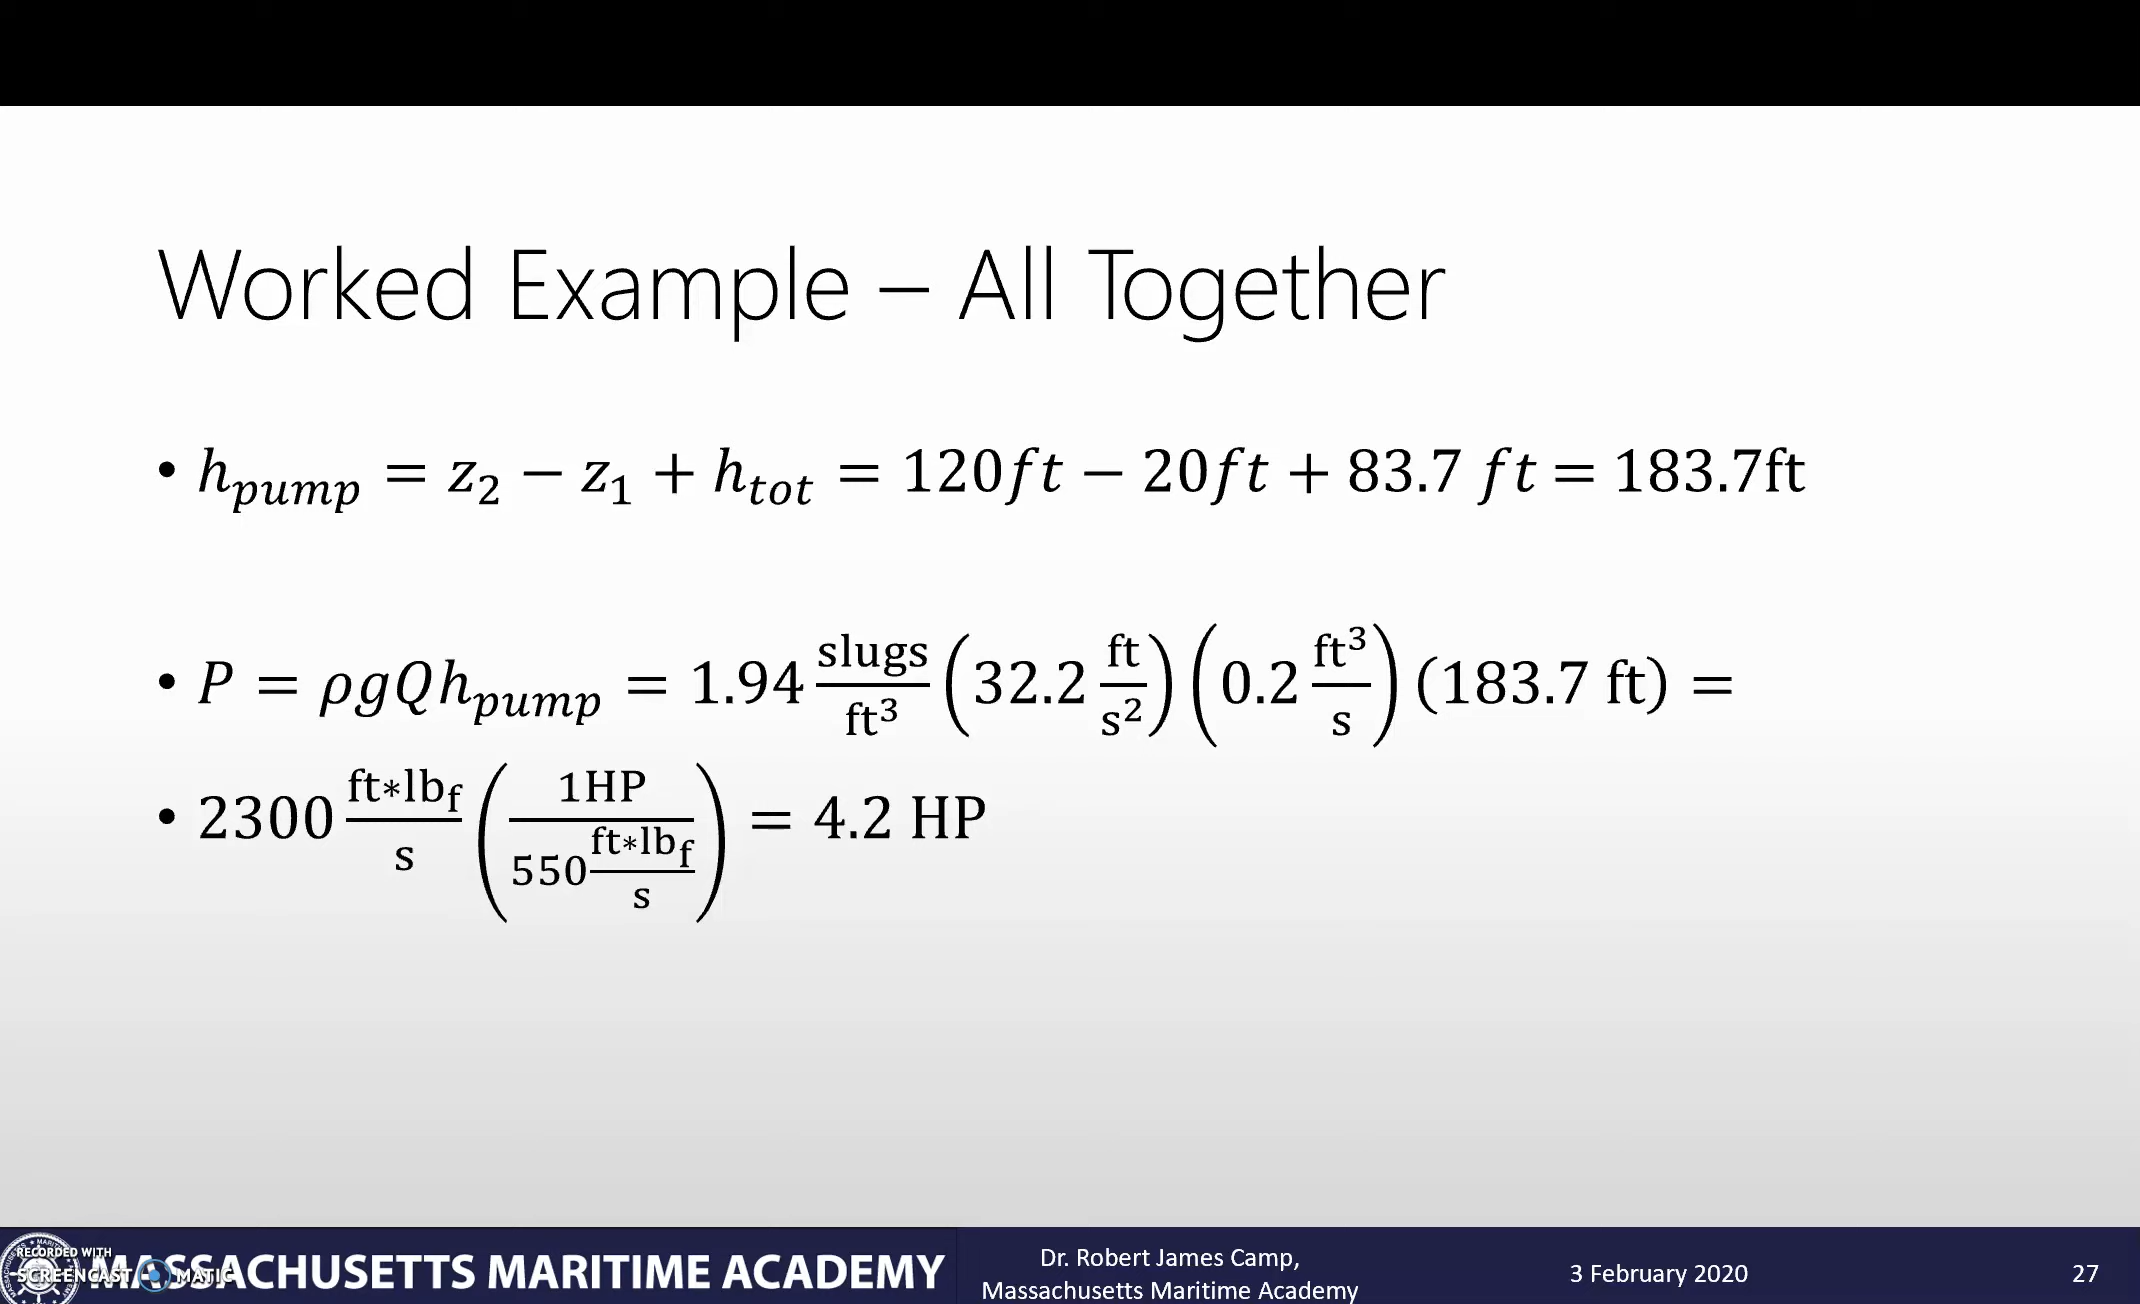 Worked Example – All Together
• h_pump = z_2 − z_1 + h_tot = 120ft − 20ft + 83.7 ft = 183.7ft
• P = ρgQh_pump = 1.94 slugs/ft³ (32.2 ft/s²) (0.2 ft³/s) (183.7 ft) =
• 2300 ft∗lb_f/s (1HP/550 ft∗lb_f/s) = 4.2 HP
RECORDED WITH
SCREENCAST MATIC
MASSACHUSETTS MARITIME ACADEMY
Dr. Robert James Camp,
Massachusetts Maritime Academy
3 February 2020
27